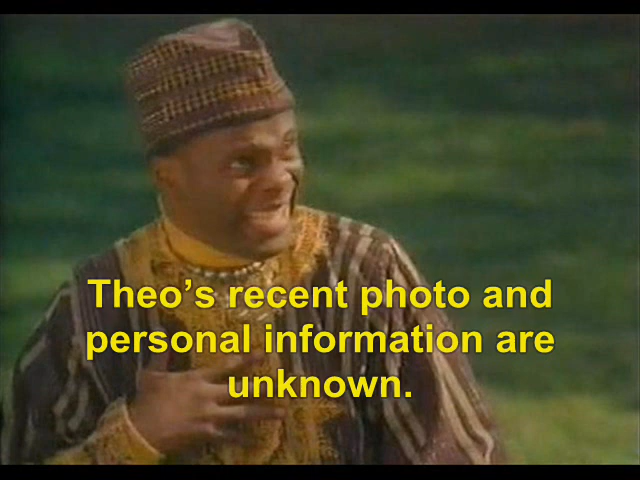 Theo’s recent photo and
personal information are
unknown.